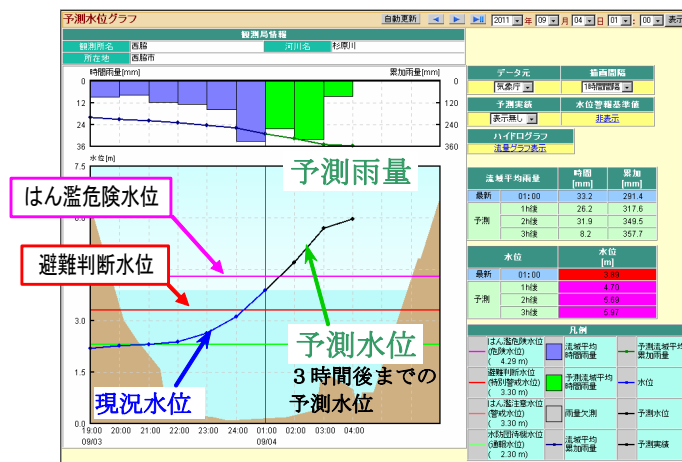 予測水位グラフ
自動更新
2011 年 09 月 04 日 01 : 00 表示
観測局情報
観測所名 西脇 河川名 杉原川
所在地 西脇市
時間雨量[mm] 累加雨量[mm]
0 0
12 120
24 240
36 360
水位[m]
7.5
6.0
3.0
1.5
0.0
19:00 20:00 21:00 22:00 23:00 24:00 01:00 02:00 03:00 04:00
09/03 09/04
予測雨量
はん濫危険水位
避難判断水位
現況水位
予測水位
3時間後までの
予測水位
データ元 描画間隔
気象庁 1時間間隔
予測実績 水位警報基準値
表示無し 非表示
ハイドログラフ
流量グラフ表示
流域平均雨量 時間[mm] 累加[mm]
最新 01:00 33.2 291.4
予測 1h後 26.2 317.6
2h後 31.9 349.5
3h後 8.2 357.7
水位 水位[m]
最新 01:00 3.89
予測 1h後 4.70
2h後 5.69
3h後 5.97
凡例
はん濫危険水位
(危険水位)
4.29 m)
流域平均
時間雨量
予測流域平均
累加雨量
避難判断水位
(特別警戒水位)
( 3.30 m)
予測流域平均
時間雨量
水位
はん濫注意水位
(警戒水位)
( 3.30 m)
雨量欠測
予測水位
水防団待機水位
(通報水位)
( 2.30 m)
流域平均
累加雨量
予測実績